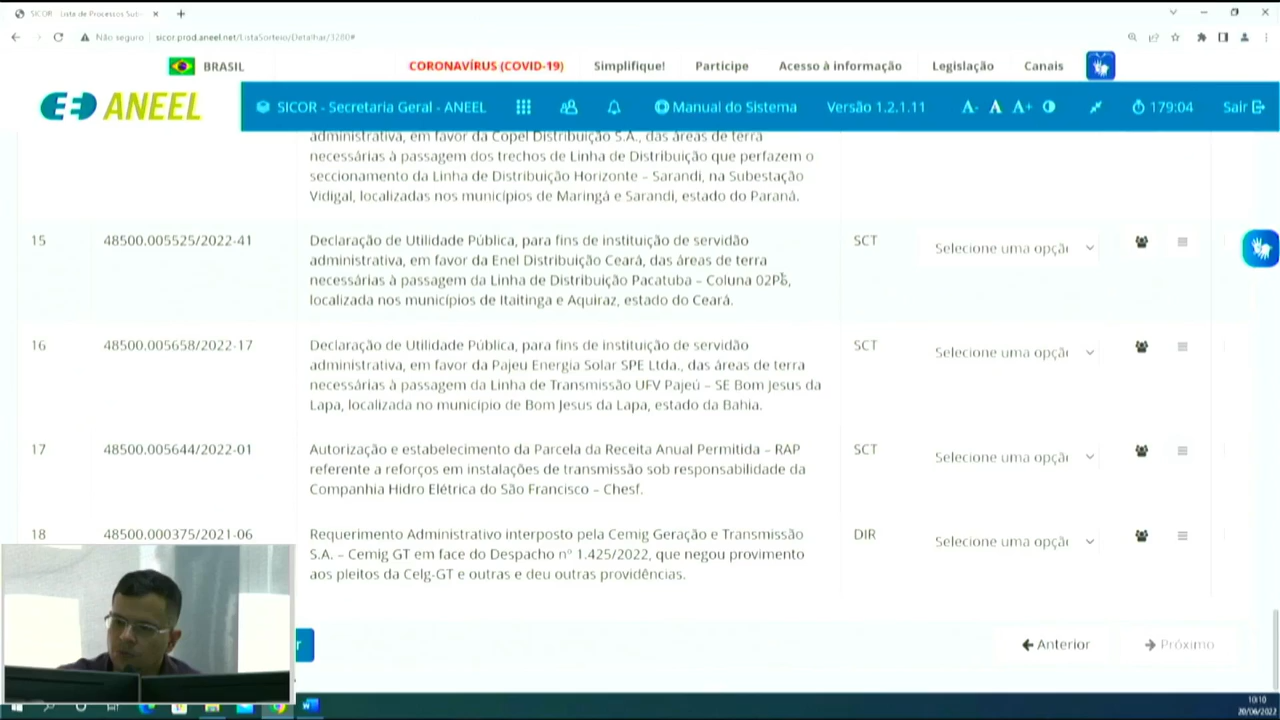 SICOR - Lista de Processos Sub
Não seguro | sicor.prod.aneel.net/ListaSorteio/Detalhar/3280#
BRASIL
CORONAVÍRUS (COVID-19)
Simplifique!
Participe
Acesso à informação
Legislação
Canais
ANEEL
SICOR - Secretaria Geral - ANEEL
Manual do Sistema
Versão 1.2.1.11
A-
A
A+
179:04
Sair
administrativa, em favor da Copel Distribuição S.A., das áreas de terra
necessárias à passagem dos trechos de Linha de Distribuição que perfazem o
seccionamento da Linha de Distribuição Horizonte – Sarandi, na Subestação
Vidigal, localizadas nos municípios de Maringá e Sarandi, estado do Paraná.
15
48500.005525/2022-41
Declaração de Utilidade Pública, para fins de instituição de servidão
administrativa, em favor da Enel Distribuição Ceará, das áreas de terra
necessárias à passagem da Linha de Distribuição Pacatuba – Coluna
localizada nos municípios de Itaitinga e Aquiraz, estado do Ceará.
SCT
Selecione uma opçã
16
48500.005658/2022-17
Declaração de Utilidade Pública, para fins de instituição de servidão
administrativa, em favor da Pajeu Energia Solar SPE Ltda., das áreas de terra
necessárias à passagem da Linha de Transmissão UFV Pajeú – SE Bom Jesus da
Lapa, localizada no município de Bom Jesus da Lapa, estado da Bahia.
SCT
Selecione uma opçã
17
48500.005644/2022-01
Autorização e estabelecimento da Parcela da Receita Anual Permitida – RAP
referente a reforços em instalações de transmissão sob responsabilidade da
Companhia Hidro Elétrica do São Francisco – Chesf.
SCT
Selecione uma opçã
18
48500.000375/2021-06
Requerimento Administrativo interposto pela Cemig Geração e Transmissão
S.A. – Cemig GT em face do Despacho nº 1.425/2022, que negou provimento
aos pleitos da Celg-GT e outras e deu outras providências.
DIR
Selecione uma opçã
r
Anterior
Próximo
10:10
20/06/2022